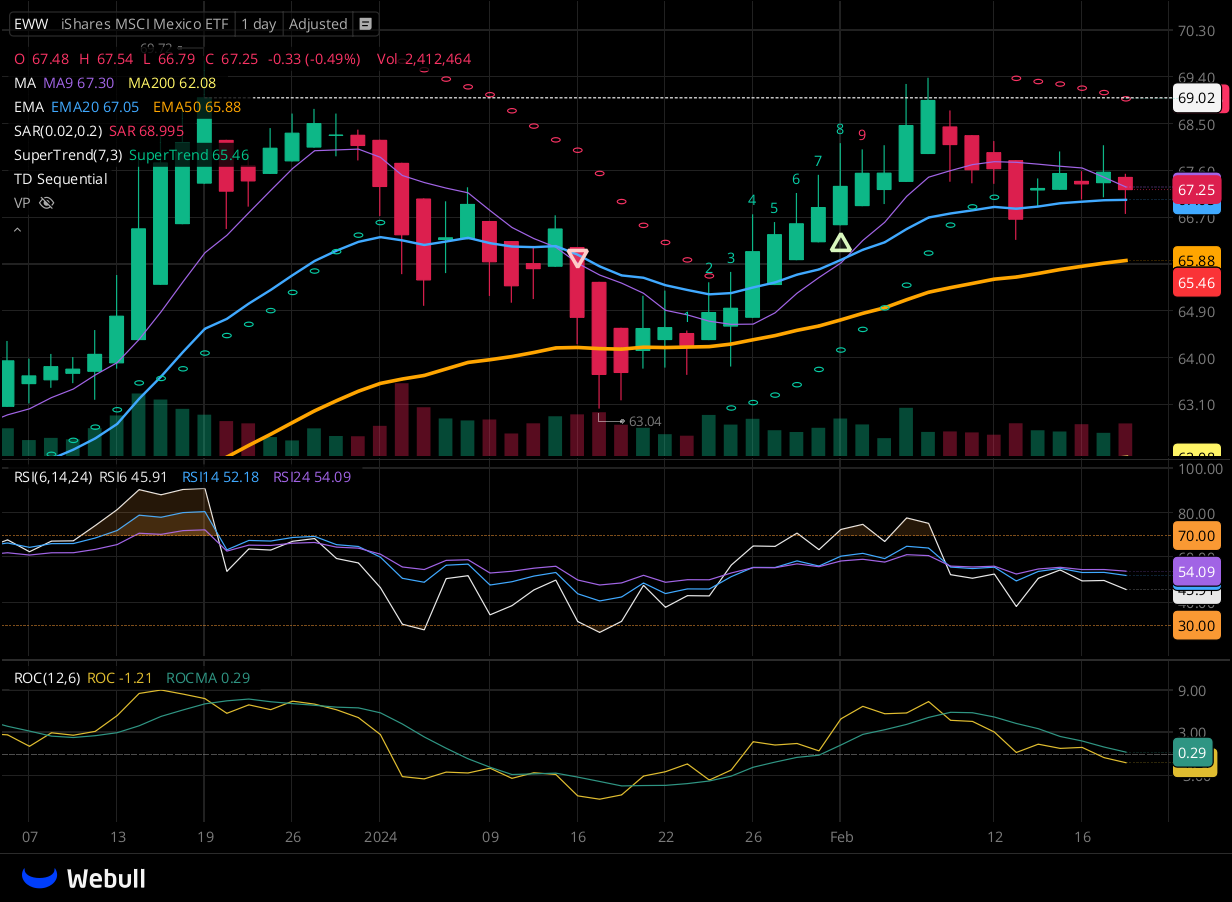 EWW iShares MSCI Mexico ETF 1 day Adjusted
70.30
O 67.48 H 67.54 L 66.79 C 67.25 -0.33 (-0.49%) Vol 2,412,464
69.40
MA MA9 67.30 MA200 62.08
69.02
EMA EMA20 67.05 EMA50 65.88
68.50
SAR(0.02,0.2) SAR 68.995
8 9
SuperTrend(7,3) SuperTrend 65.46
7
TD Sequential
6
67.25
VP
4 5
66.70
2 3
65.88
65.46
1
64.90
64.00
63.10
63.04
RSI(6,14,24) RSI6 45.91 RSI14 52.18 RSI24 54.09
100.00
80.00
70.00
54.09
30.00
ROC(12,6) ROC -1.21 ROCMA 0.29
9.00
3.00
0.29
07 13 19 26 2024 09 16 22 26 Feb 12 16
Webull